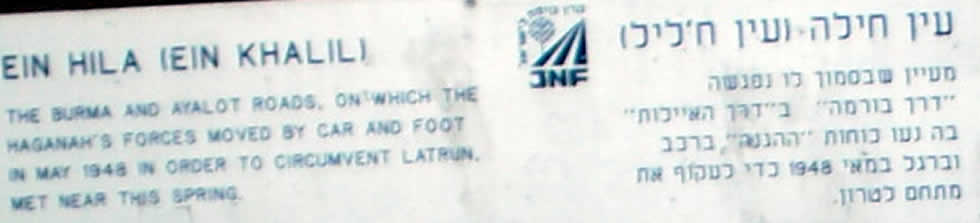 EIN HILA (EIN KHALIL)
THE BURMA AND AYALOT ROADS, ON WHICH THE
HAGANAH'S FORCES MOVED BY CAR AND FOOT
IN MAY 1948 IN ORDER TO CIRCUMVENT LATRUN,
MET NEAR THIS SPRING.
JNF
עין חילה (עין ח'ליל)
מעיין שבסמוך לו נפגשה
"דרך בורמה" ב"דרך האיילות"
בה נעו כוחות "ההגנה", ברכב
וברגל במאי 1948 כדי לעקוף את
מתחם לטרון.